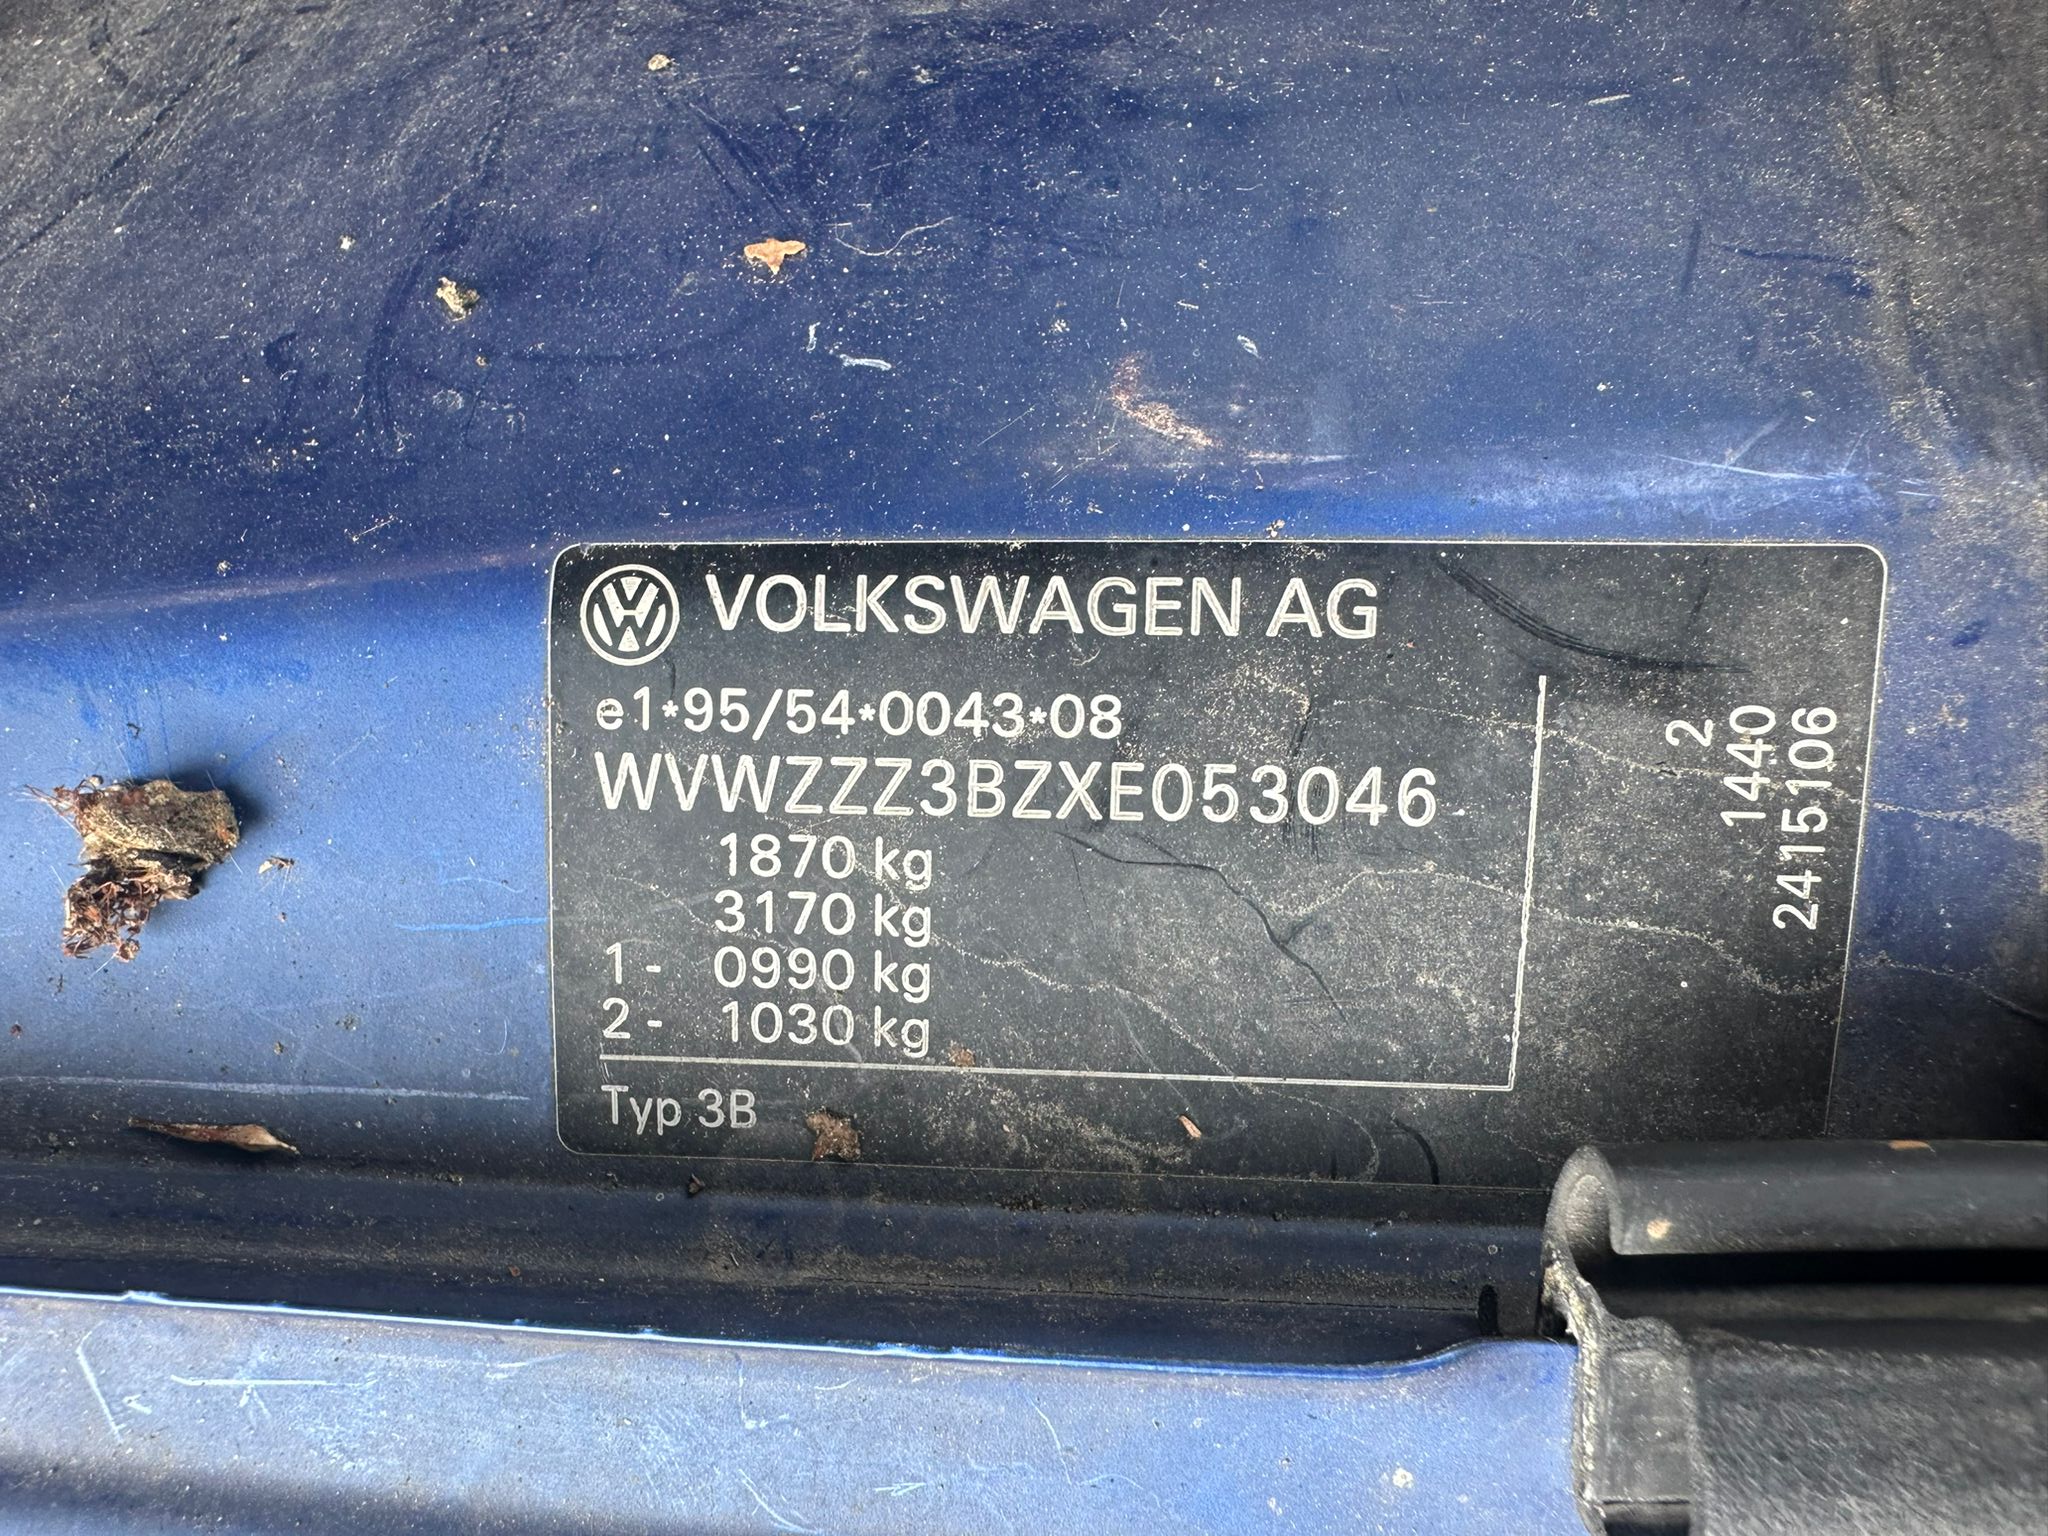 VOLKSWAGEN AG
e1*95/54*0043*08
WVWZZZ3BZXE053046
1870 kg
3170 kg
1- 0990 kg
2- 1030 kg
Typ 3B
2
1440
2415106